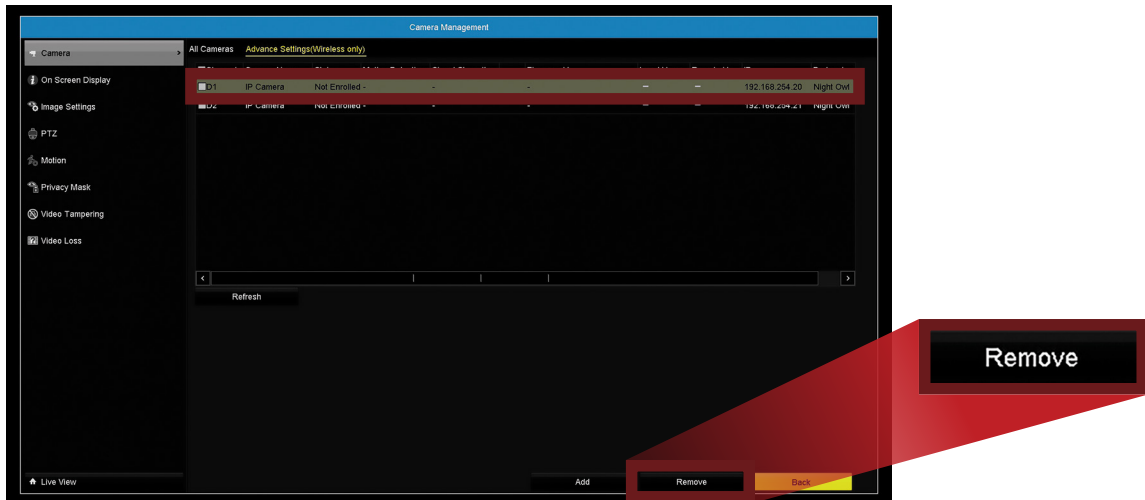 Camera Management
Camera
All Cameras Advance Settings(Wireless only)
On Screen Display
D1 IP Camera Not Enrolled - - - — — 192.168.254.20 Night Owl
Image Settings
D2 IP Camera Not Enrolled - - - — — 192.168.254.21 Night Owl
PTZ
Motion
Privacy Mask
Video Tampering
Video Loss
Refresh
Remove
Live View
Add Remove Back